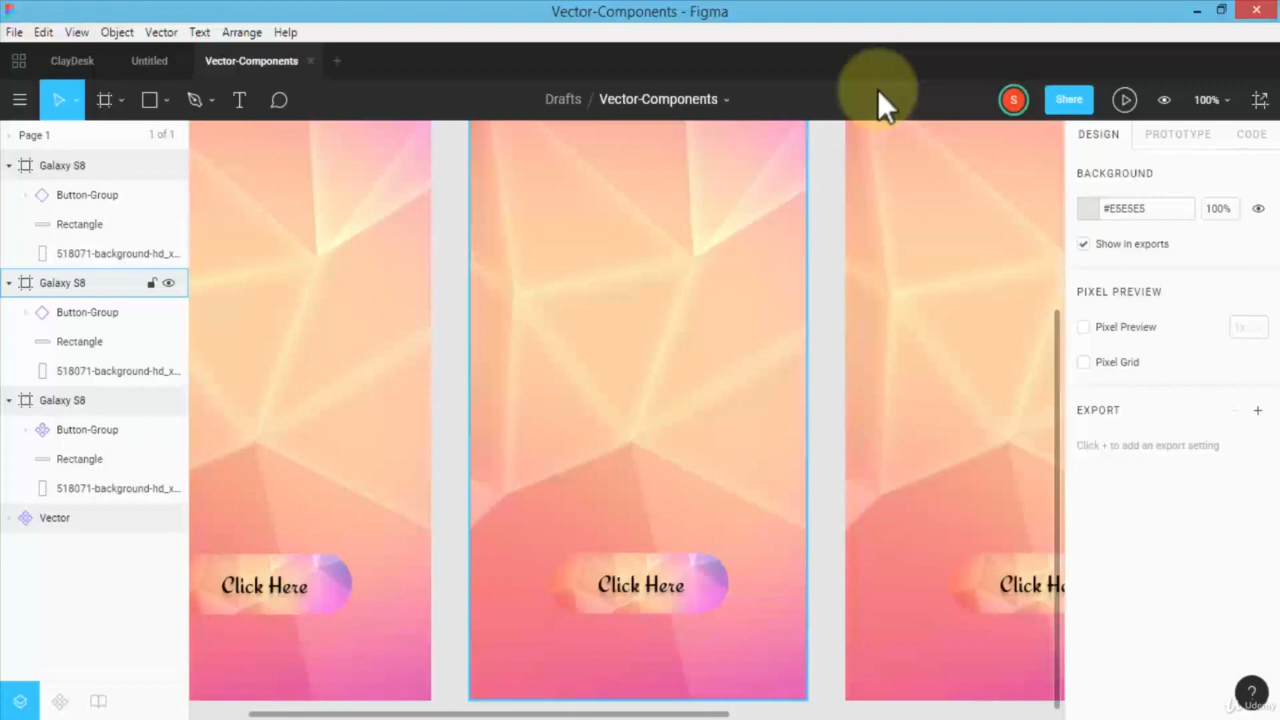 Vector-Components - Figma
File Edit View Object Vector Text Arrange Help
ClayDesk Untitled Vector-Components
Drafts / Vector-Components
S Share 100%
Page 1 1 of 1
DESIGN PROTOTYPE CODE
Galaxy S8
Button-Group
Rectangle
518071-background-hd_x...
Galaxy S8
Button-Group
Rectangle
518071-background-hd_x...
Galaxy S8
Button-Group
Rectangle
518071-background-hd_x...
Vector
Click Here
Click Here
Click He
BACKGROUND
#E5E5E5 100%
Show in exports
PIXEL PREVIEW
Pixel Preview 1x
Pixel Grid
EXPORT
Click + to add an export setting
?
Udemy